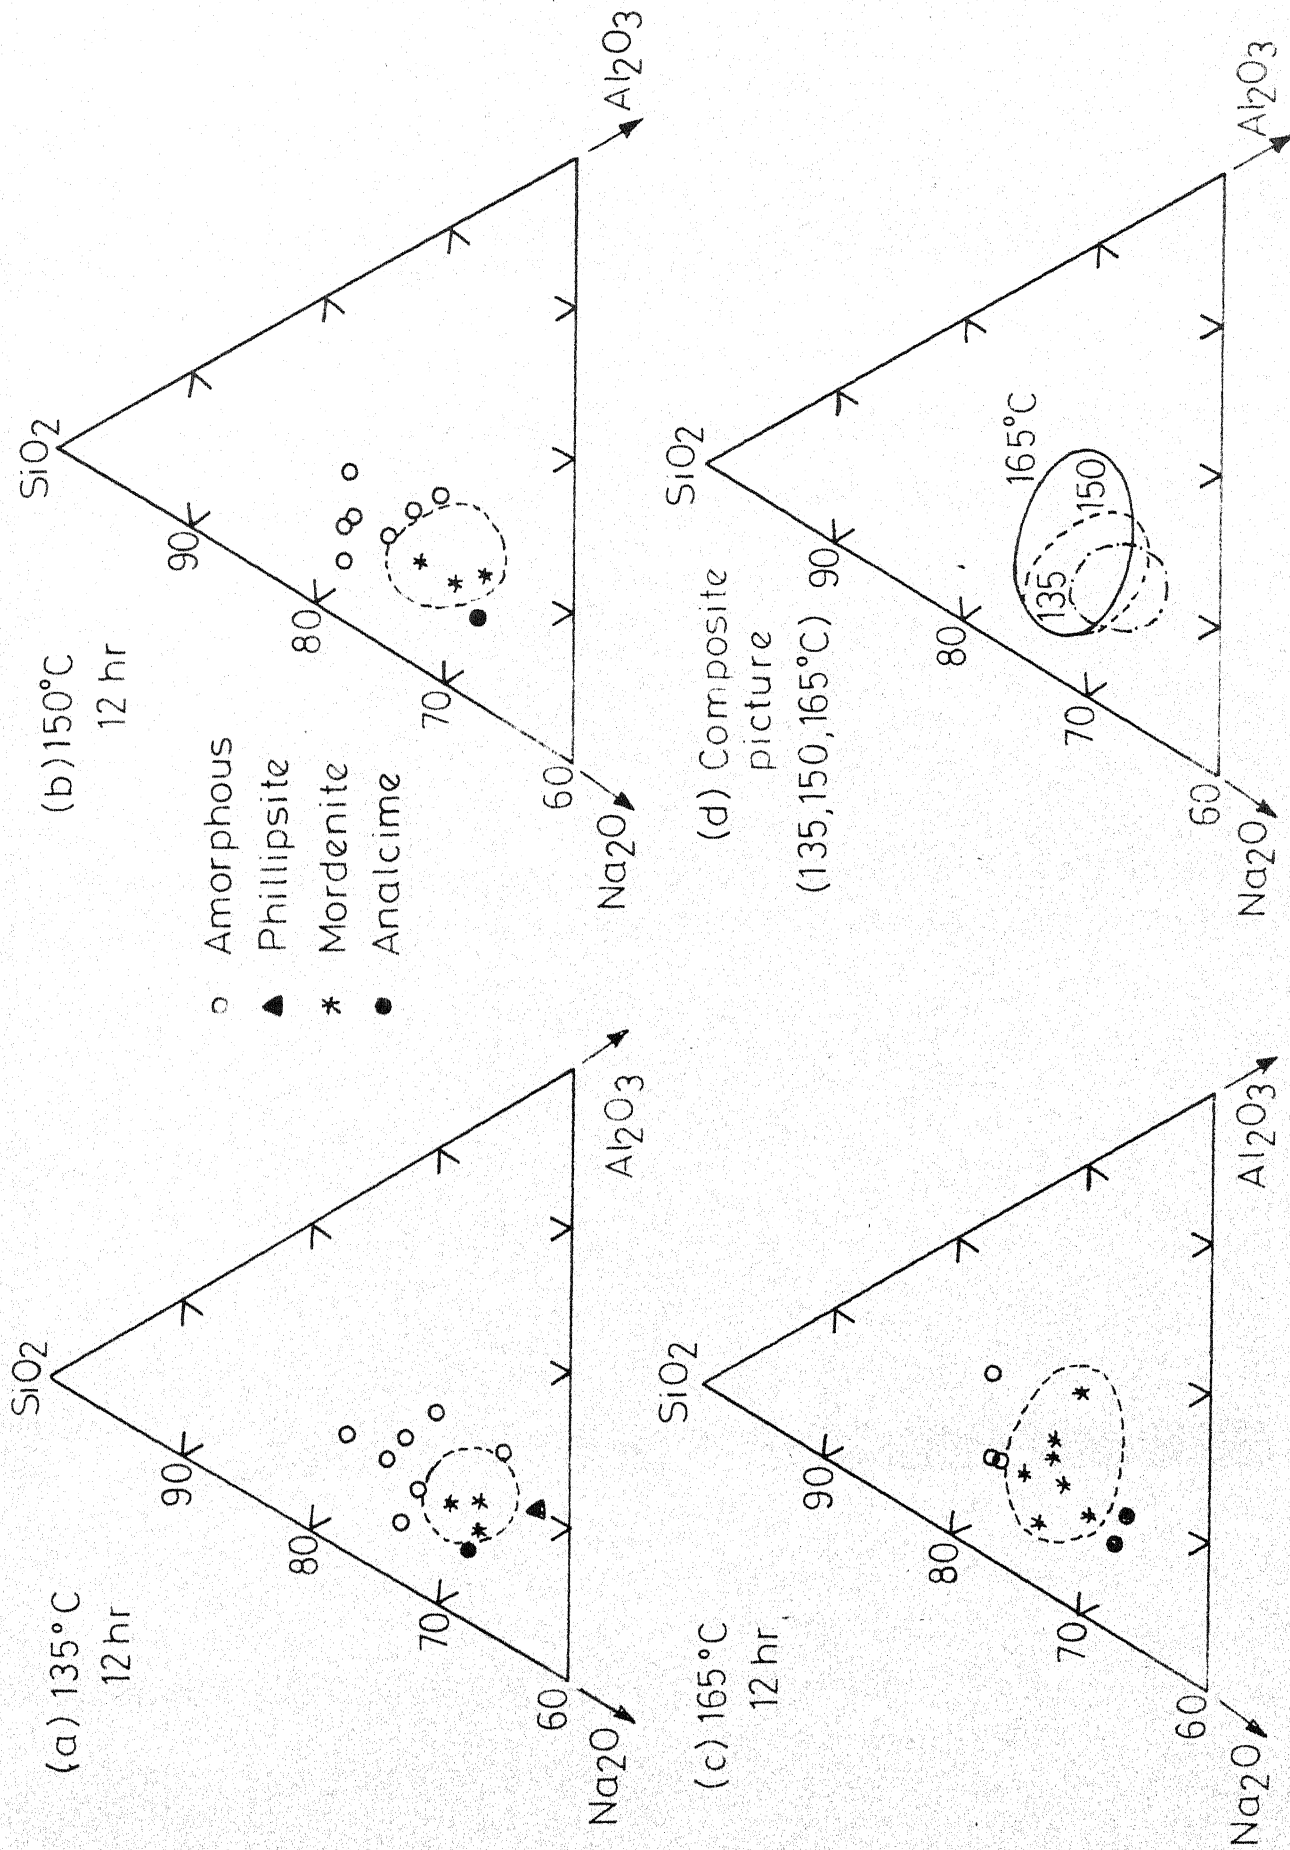 (a) 135°C
12hr
SiO2
90
80
70
60
Na2O
Al2O3
(b) 150°C
12 hr
SiO2
90
80
70
60
Na2O
Al2O3
Amorphous
Phillipsite
Mordenite
Analcime
(c) 165°C
12 hr.
SiO2
90
80
70
60
Na2O
Al2O3
(d) Composite
picture
(135,150,165°C)
SiO2
90
80
70
60
165°C
150
135
Na2O
Al2O3